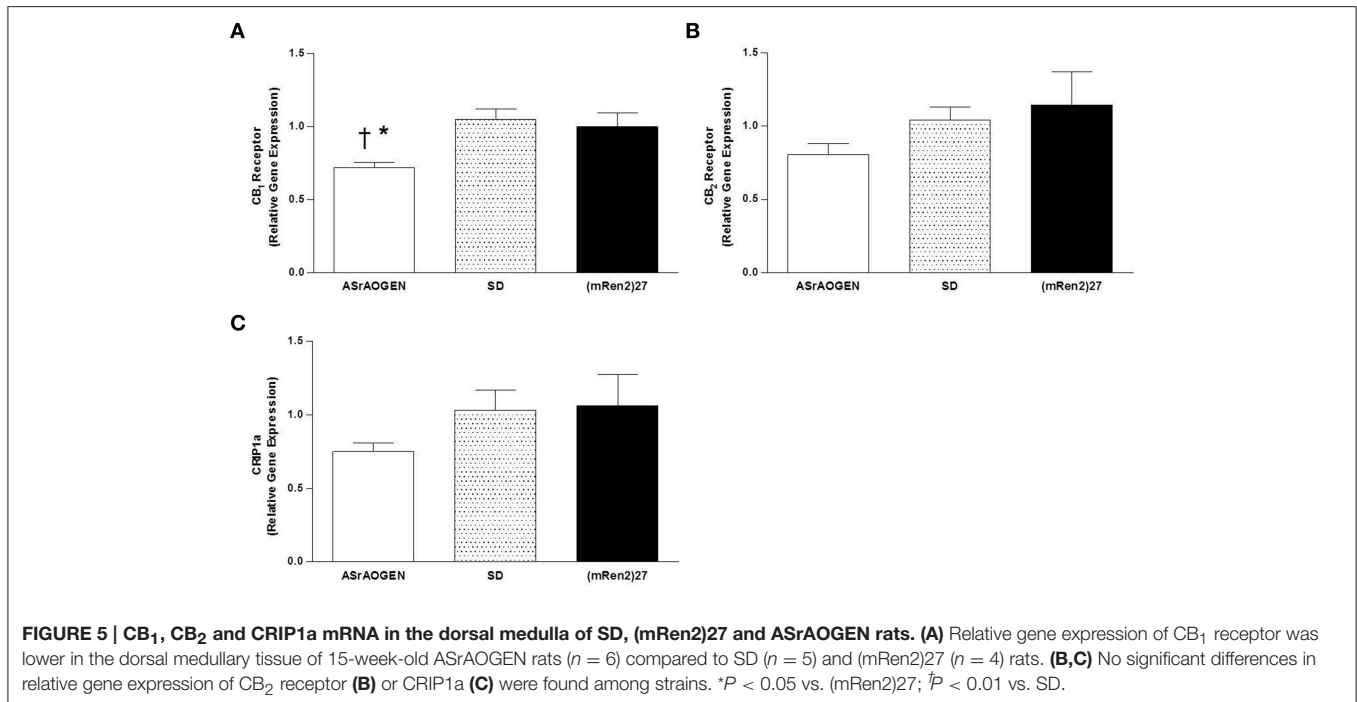 A
1.5
1.0
0.5
0.0
CB1 Receptor
(Relative Gene Expression)
† *
ASrAOGEN SD (mRen2)27
B
1.5
1.0
0.5
0.0
CB2 Receptor
(Relative Gene Expression)
ASrAOGEN SD (mRen2)27
C
1.5
1.0
0.5
0.0
CRIP1a
(Relative Gene Expression)
ASrAOGEN SD (mRen2)27
FIGURE 5 | CB1, CB2 and CRIP1a mRNA in the dorsal medulla of SD, (mRen2)27 and ASrAOGEN rats. (A) Relative gene expression of CB1 receptor was
lower in the dorsal medullary tissue of 15-week-old ASrAOGEN rats (n = 6) compared to SD (n = 5) and (mRen2)27 (n = 4) rats. (B,C) No significant differences in
relative gene expression of CB2 receptor (B) or CRIP1a (C) were found among strains. *P < 0.05 vs. (mRen2)27; †P < 0.01 vs. SD.